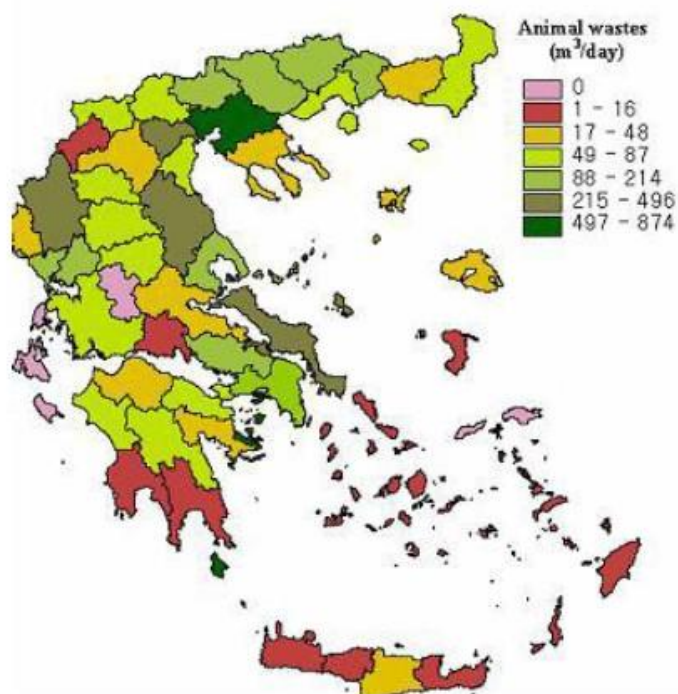 Animal wastes
(m³/day)
0
1 - 16
17 - 48
49 - 87
88 - 214
215 - 496
497 - 874